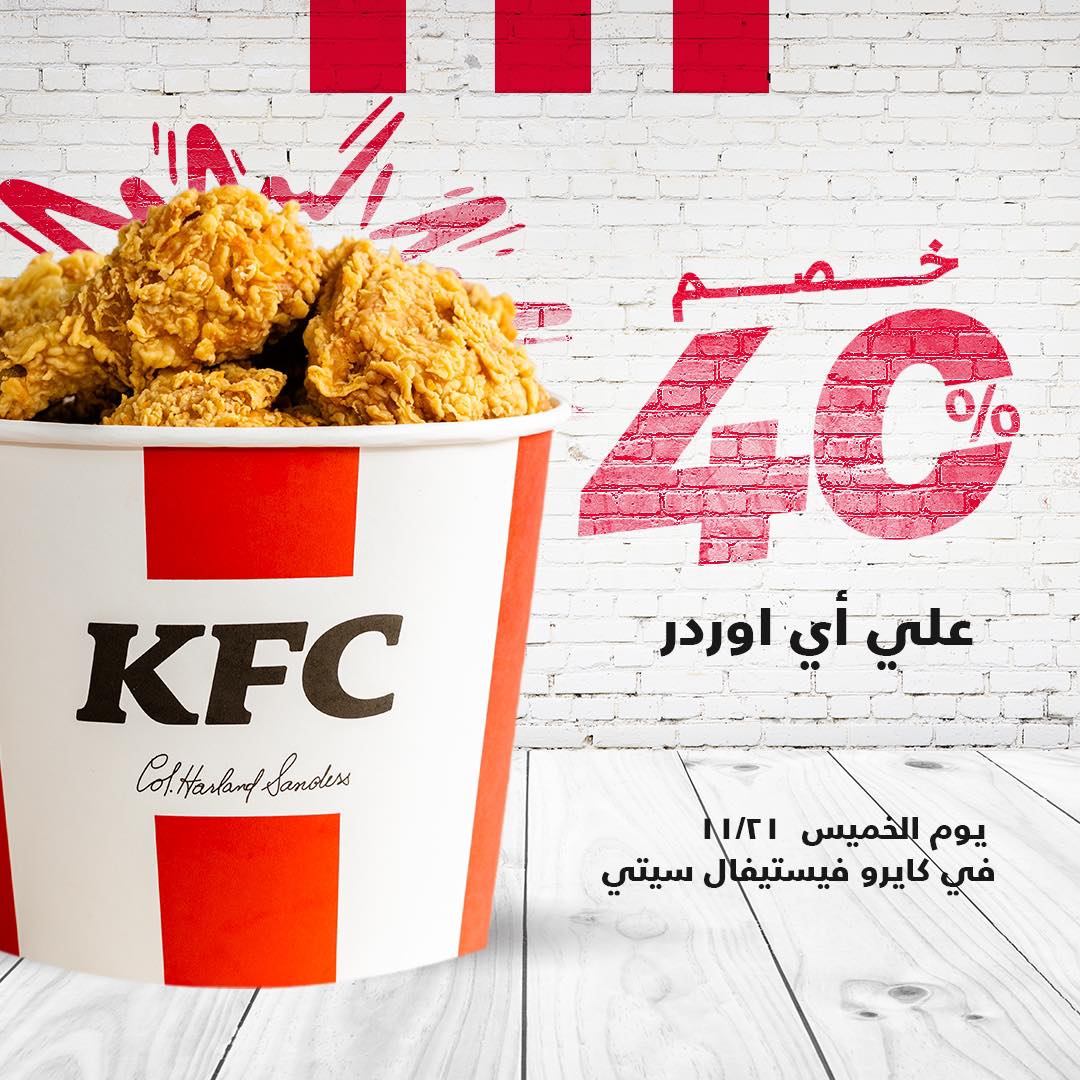 خصم
40%
علي أي اوردر
KFC
Col. Harland Sanders
يوم الخميس ١١/٢١
في كايرو فيستيفال سيتي